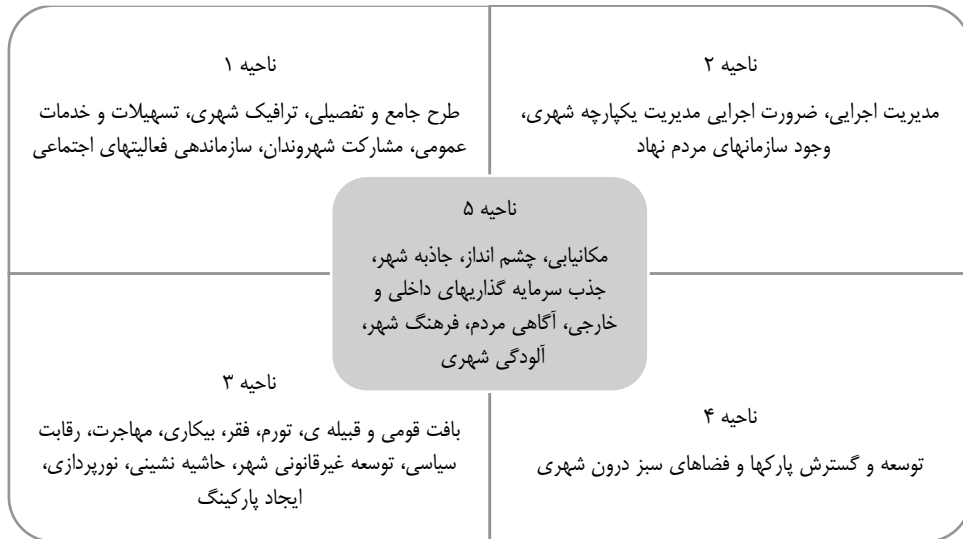 ناحیه ۱
طرح جامع و تفصیلی، ترافیک شهری، تسهیلات و خدمات
عمومی، مشارکت شهروندان، سازماندهی فعالیتهای اجتماعی
ناحیه ۲
مدیریت اجرایی، ضرورت اجرایی مدیریت یکپارچه شهری،
وجود سازمانهای مردم نهاد
ناحیه ۵
مکانیابی، چشم انداز، جاذبه شهر،
جذب سرمایه گذاریهای داخلی و
خارجی، آگاهی مردم، فرهنگ شهر،
آلودگی شهری
ناحیه ۳
بافت قومی و قبیله ی، تورم، فقر، بیکاری، مهاجرت، رقابت
سیاسی، توسعه غیرقانونی شهر، حاشیه نشینی، نورپردازی،
ایجاد پارکینگ
ناحیه ۴
توسعه و گسترش پارکها و فضاهای سبز درون شهری